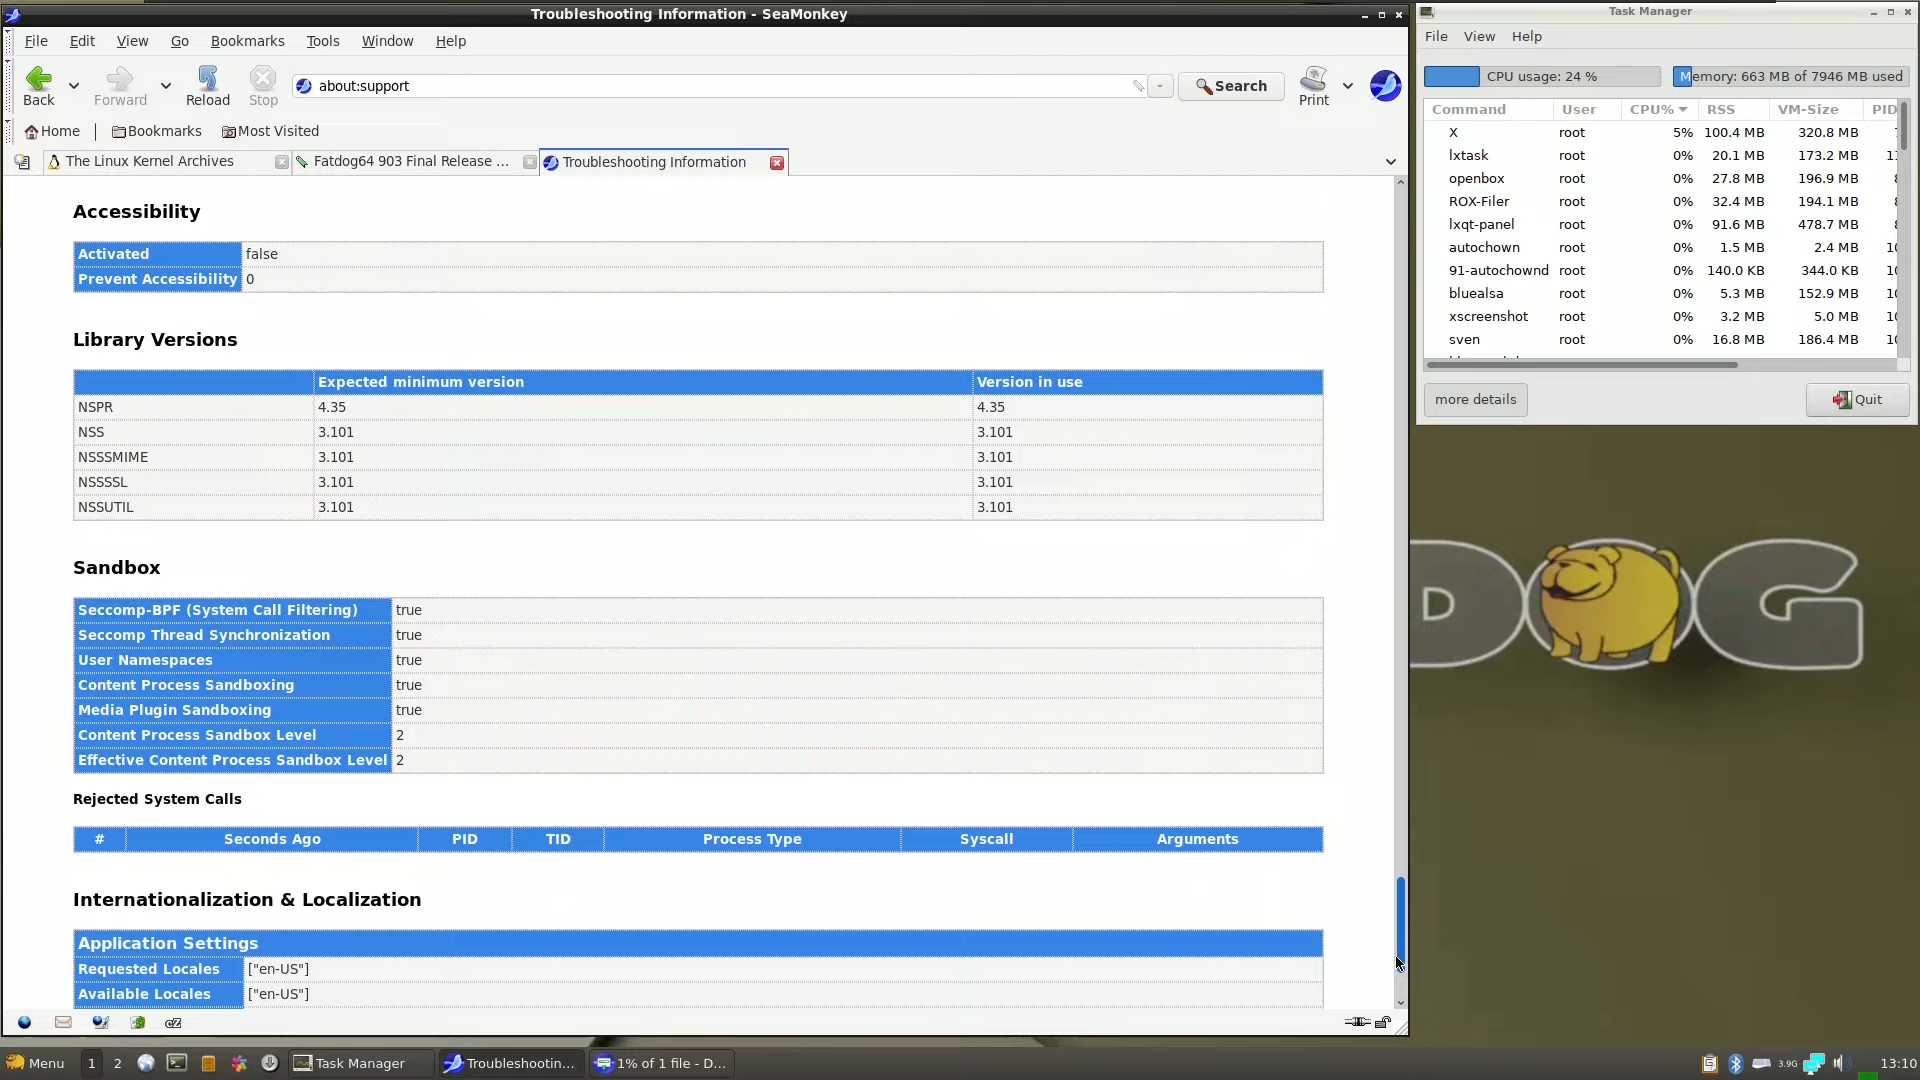 Troubleshooting Information - SeaMonkey
File Edit View Go Bookmarks Tools Window Help
Back Forward Reload Stop about:support Search Print
Home Bookmarks Most Visited
The Linux Kernel Archives Fatdog64 903 Final Release ... Troubleshooting Information
Accessibility
Activated false
Prevent Accessibility 0
Library Versions
Expected minimum version Version in use
NSPR 4.35 4.35
NSS 3.101 3.101
NSSSMIME 3.101 3.101
NSSSSL 3.101 3.101
NSSUTIL 3.101 3.101
Sandbox
Seccomp-BPF (System Call Filtering) true
Seccomp Thread Synchronization true
User Namespaces true
Content Process Sandboxing true
Media Plugin Sandboxing true
Content Process Sandbox Level 2
Effective Content Process Sandbox Level 2
Rejected System Calls
# Seconds Ago PID TID Process Type Syscall Arguments
Internationalization & Localization
Application Settings
Requested Locales ["en-US"]
Available Locales ["en-US"]
Task Manager
File View Help
CPU usage: 24 % Memory: 663 MB of 7946 MB used
Command User CPU% RSS VM-Size PID
X root 5% 100.4 MB 320.8 MB
lxtask root 0% 20.1 MB 173.2 MB
openbox root 0% 27.8 MB 196.9 MB
ROX-Filer root 0% 32.4 MB 194.1 MB
lxqt-panel root 0% 91.6 MB 478.7 MB
autochown root 0% 1.5 MB 2.4 MB
91-autochownd root 0% 140.0 KB 344.0 KB
bluealsa root 0% 5.3 MB 152.9 MB
xscreenshot root 0% 3.2 MB 5.0 MB
sven root 0% 16.8 MB 186.4 MB
more details Quit
DOG
Menu 1 2 Task Manager Troubleshootin... 1% of 1 file - D... 3.9G 13:10